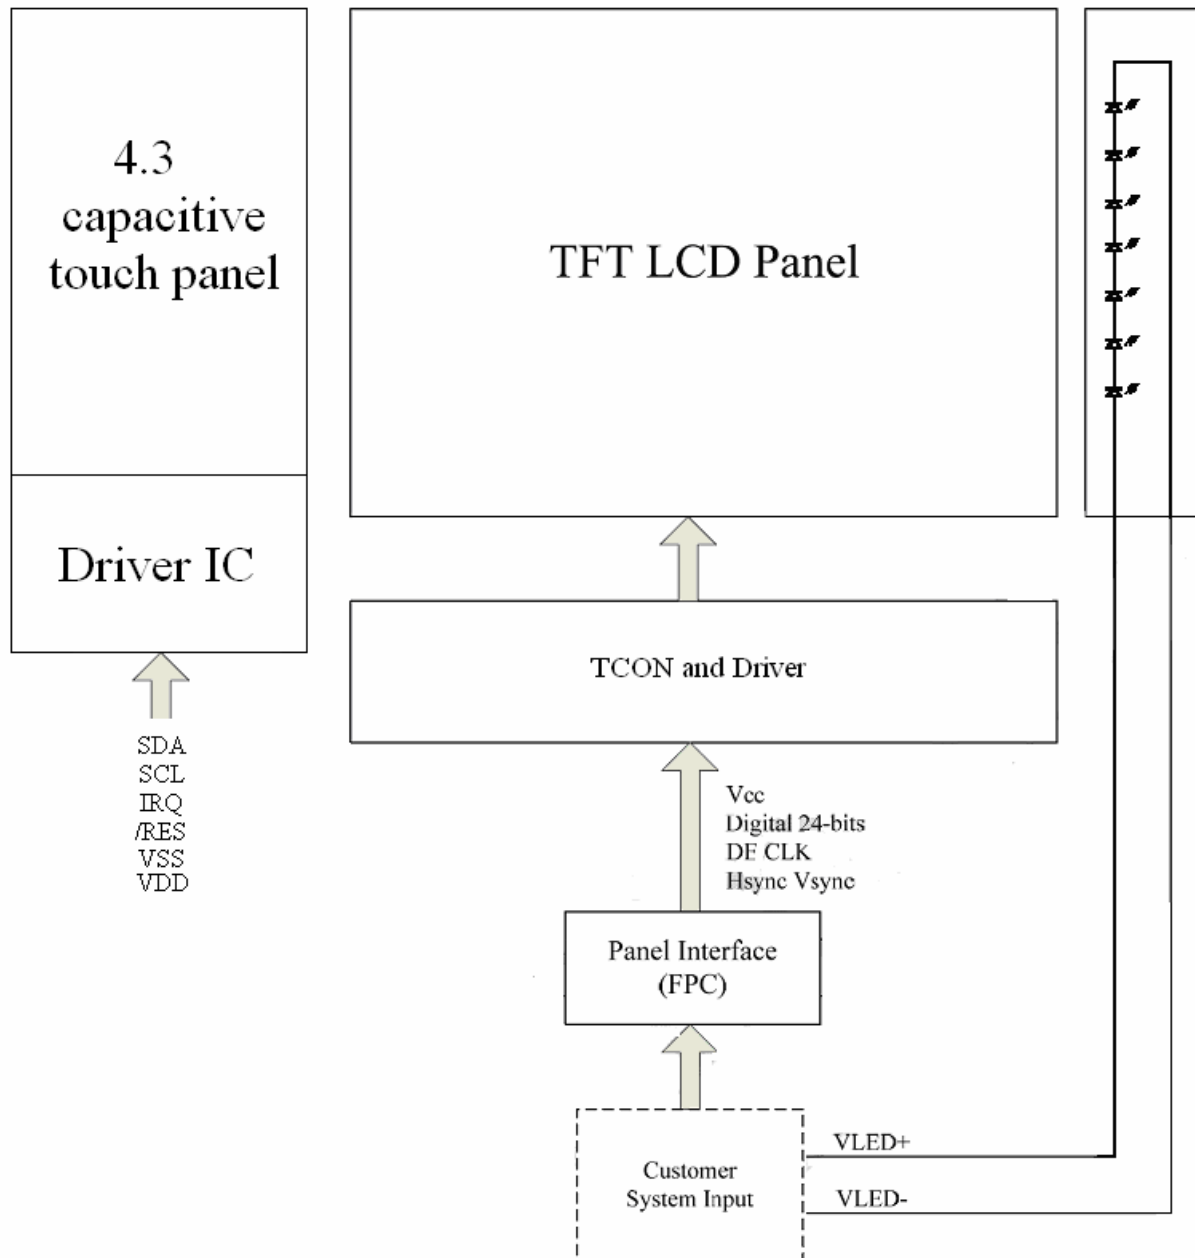 4.3
capacitive
touch panel
Driver IC
SDA
SCL
IRQ
/RES
VSS
VDD
TFT LCD Panel
TCON and Driver
Vcc
Digital 24-bits
DE CLK
Hsync Vsync
Panel Interface
(FPC)
Customer
System Input
VLED+
VLED-